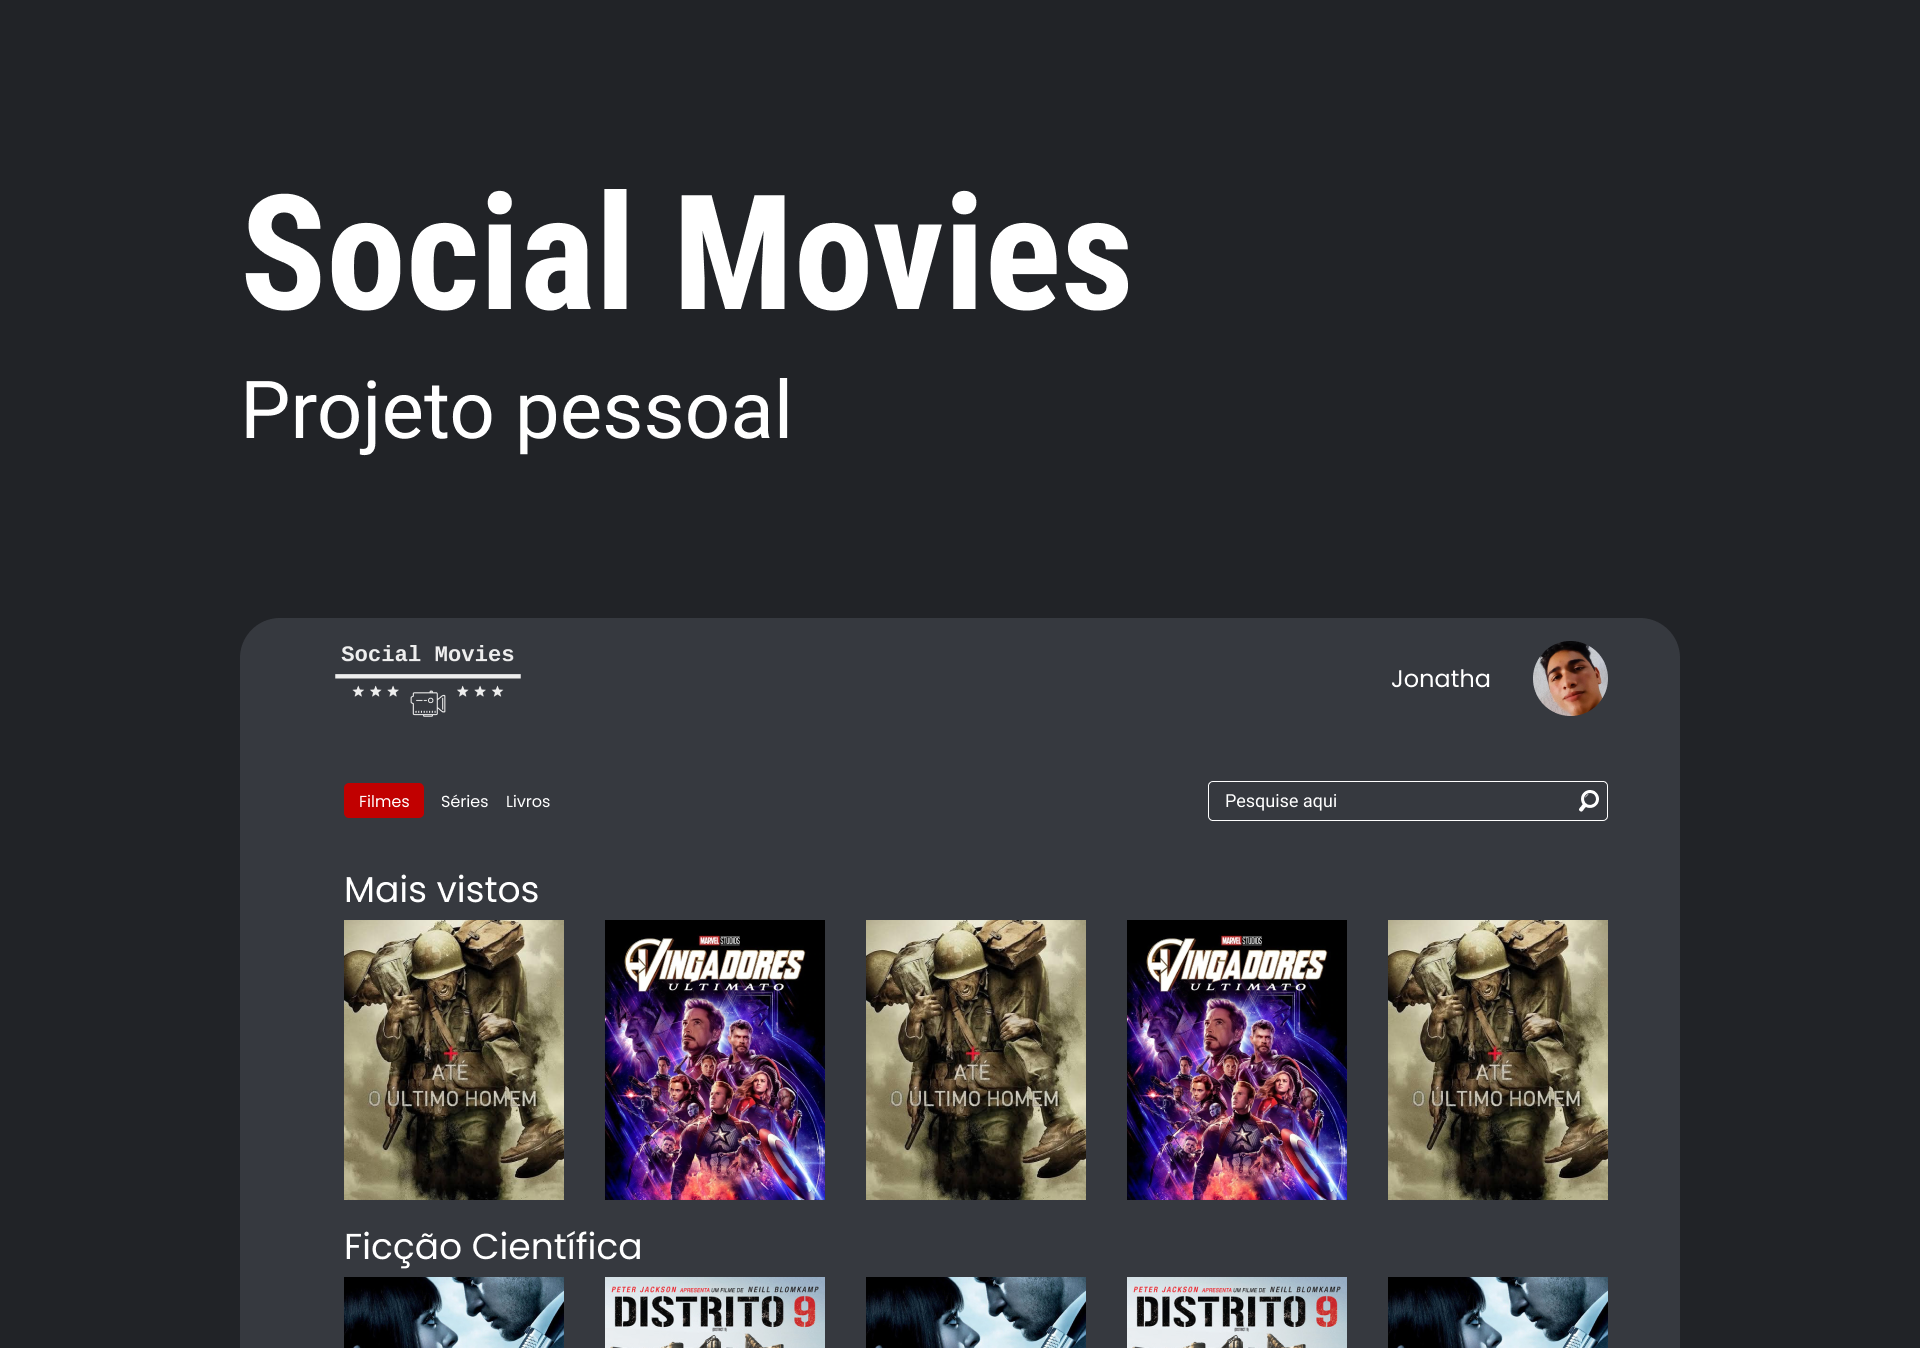 Social Movies
Projeto pessoal
Social Movies
Jonatha
Filmes Séries Livros
Pesquise aqui
Mais vistos
ATÉ
O ÚLTIMO HOMEM
MARVEL STUDIOS
VINGADORES
ULTIMATO
ATÉ
O ÚLTIMO HOMEM
MARVEL STUDIOS
VINGADORES
ULTIMATO
ATÉ
O ÚLTIMO HOMEM
Ficção Científica
PETER JACKSON APRESENTA UM FILME DE NEILL BLOMKAMP
DISTRITO 9
PETER JACKSON APRESENTA UM FILME DE NEILL BLOMKAMP
DISTRITO 9